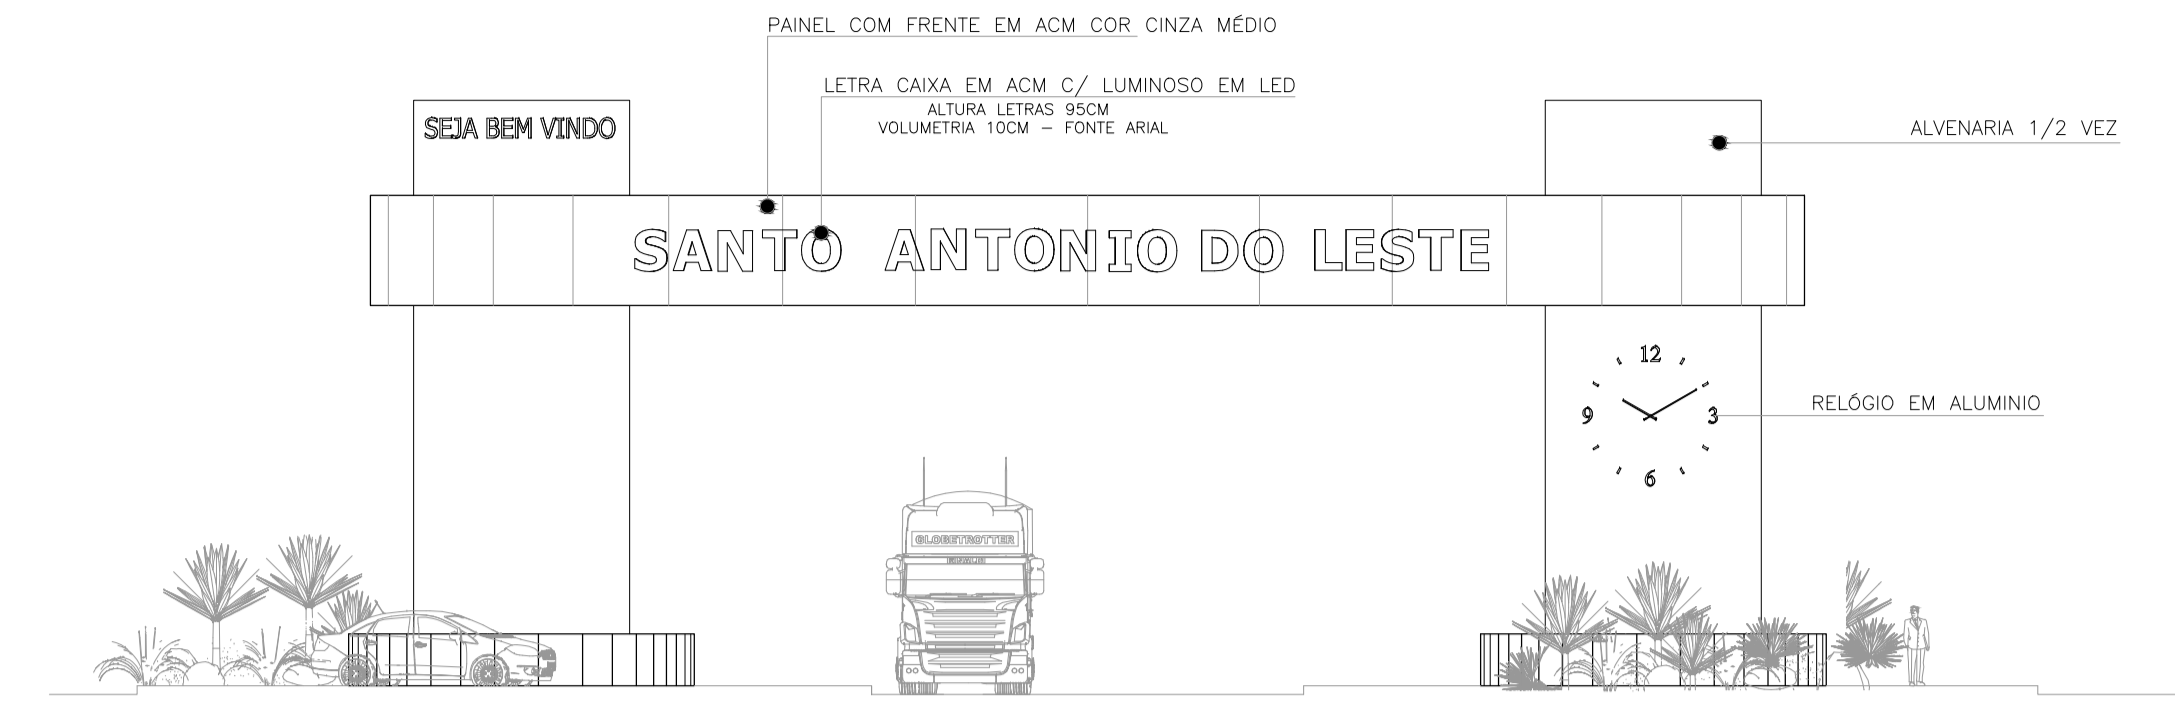 PAINEL COM FRENTE EM ACM COR CINZA MÉDIO
LETRA CAIXA EM ACM C/ LUMINOSO EM LED
ALTURA LETRAS 95CM
VOLUMETRIA 10CM – FONTE ARIAL
SEJA BEM VINDO
ALVENARIA 1/2 VEZ
SANTO ANTONIO DO LESTE
12
9
3
6
RELÓGIO EM ALUMINIO
GLOBETROTTER